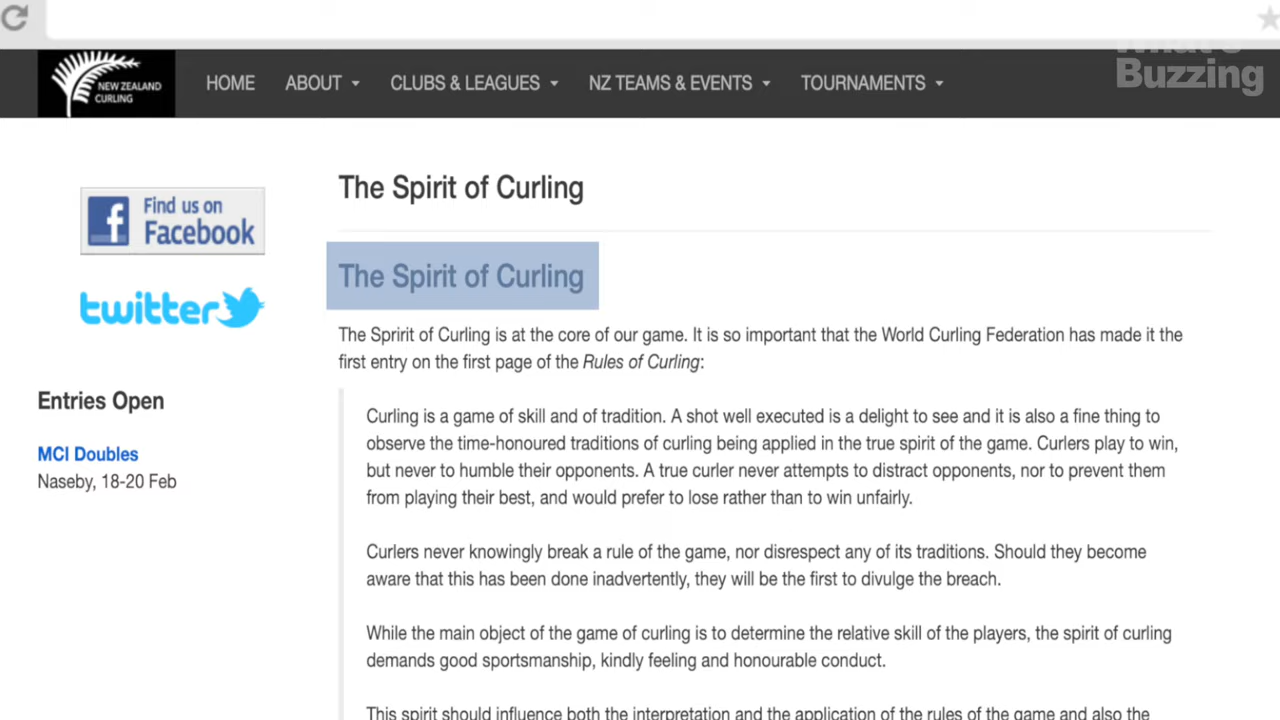 What's
Buzzing
NEW ZEALAND
CURLING
HOME
ABOUT
CLUBS & LEAGUES
NZ TEAMS & EVENTS
TOURNAMENTS
Find us on
Facebook
twitter
Entries Open
MCI Doubles
Naseby, 18-20 Feb
The Spirit of Curling
The Spirit of Curling
The Spririt of Curling is at the core of our game. It is so important that the World Curling Federation has made it the
first entry on the first page of the Rules of Curling:
Curling is a game of skill and of tradition. A shot well executed is a delight to see and it is also a fine thing to
observe the time-honoured traditions of curling being applied in the true spirit of the game. Curlers play to win,
but never to humble their opponents. A true curler never attempts to distract opponents, nor to prevent them
from playing their best, and would prefer to lose rather than to win unfairly.
Curlers never knowingly break a rule of the game, nor disrespect any of its traditions. Should they become
aware that this has been done inadvertently, they will be the first to divulge the breach.
While the main object of the game of curling is to determine the relative skill of the players, the spirit of curling
demands good sportsmanship, kindly feeling and honourable conduct.
This spirit should influence both the interpretation and the application of the rules of the game and also the